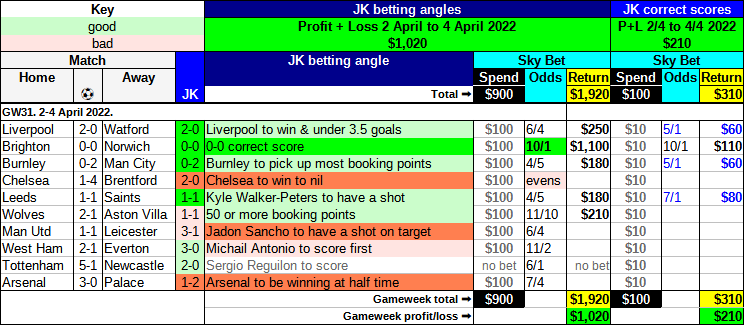 Key JK betting angles JK correct scores
good Profit + Loss 2 April to 4 April 2022 P+L 2/4 to 4/4 2022
bad $1,020 $210
Match JK betting angle Sky Bet Sky Bet
Home Away JK Spend Odds Return Spend Odds Return
Total → $900 $1,920 $100 $310
GW31. 2-4 April 2022.
Liverpool 2-0 Watford 2-0 Liverpool to win & under 3.5 goals $100 6/4 $250 $10 5/1 $60
Brighton 0-0 Norwich 0-0 0-0 correct score $100 10/1 $1,100 $10 10/1 $110
Burnley 0-2 Man City 0-2 Burnley to pick up most booking points $100 4/5 $180 $10 5/1 $60
Chelsea 1-4 Brentford 2-0 Chelsea to win to nil $100 evens $10
Leeds 1-1 Saints 1-1 Kyle Walker-Peters to have a shot $100 4/5 $180 $10 7/1 $80
Wolves 2-1 Aston Villa 1-1 50 or more booking points $100 11/10 $210 $10
Man Utd 1-1 Leicester 3-1 Jadon Sancho to have a shot on target $100 6/4 $10
West Ham 2-1 Everton 3-0 Michail Antonio to score first $100 11/2 $10
Tottenham 5-1 Newcastle 2-0 Sergio Reguilon to score no bet 6/1 no bet $10
Arsenal 3-0 Palace 1-2 Arsenal to be winning at half time $100 7/4 $10
Gameweek total → $900 $1,920 $100 $310
Gameweek profit/loss → $1,020 $210